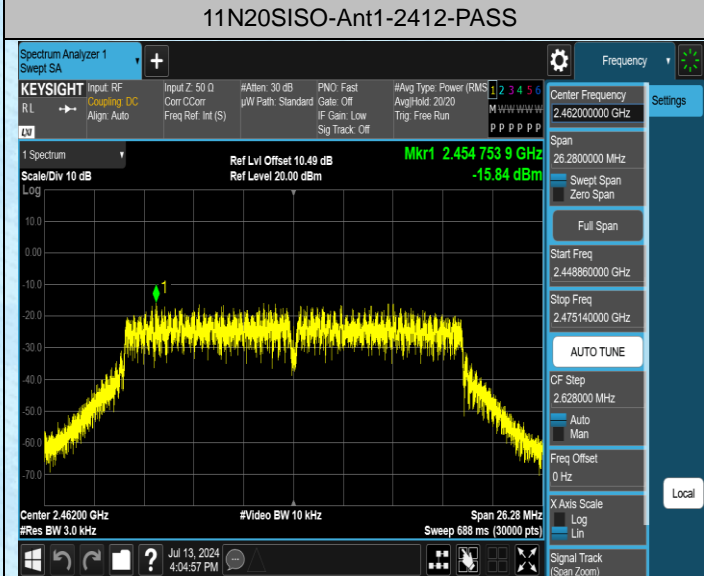 11N20SISO-Ant1-2412-PASS
Spectrum Analyzer 1
Swept SA
Frequency
KEYSIGHT
RL
Input: RF
Coupling: DC
Align: Auto
Input Z: 50 Ω
Corr CCorr
Freq Ref: Int (S)
#Atten: 30 dB
µW Path: Standard
PNO: Fast
Gate: Off
IF Gain: Low
Sig Track: Off
#Avg Type: Power (RMS
Avg|Hold: 20/20
Trig: Free Run
1 2 3 4 5 6
M W W W W W
P P P P P P
LXI
1 Spectrum
Scale/Div 10 dB
Log
Ref Lvl Offset 10.49 dB
Ref Level 20.00 dBm
Mkr1 2.454 753 9 GHz
-15.84 dBm
10.0
0.00
-10.0
-20.0
-30.0
-40.0
-50.0
-60.0
-70.0
1
Center 2.46200 GHz
#Res BW 3.0 kHz
#Video BW 10 kHz
Span 26.28 MHz
Sweep 688 ms (30000 pts)
Jul 13, 2024
4:04:57 PM
Center Frequency
2.462000000 GHz
Settings
Span
26.2800000 MHz
Swept Span
Zero Span
Full Span
Start Freq
2.448860000 GHz
Stop Freq
2.475140000 GHz
AUTO TUNE
CF Step
2.628000 MHz
Auto
Man
Freq Offset
0 Hz
X Axis Scale
Log
Lin
Local
Signal Track
(Span Zoom)